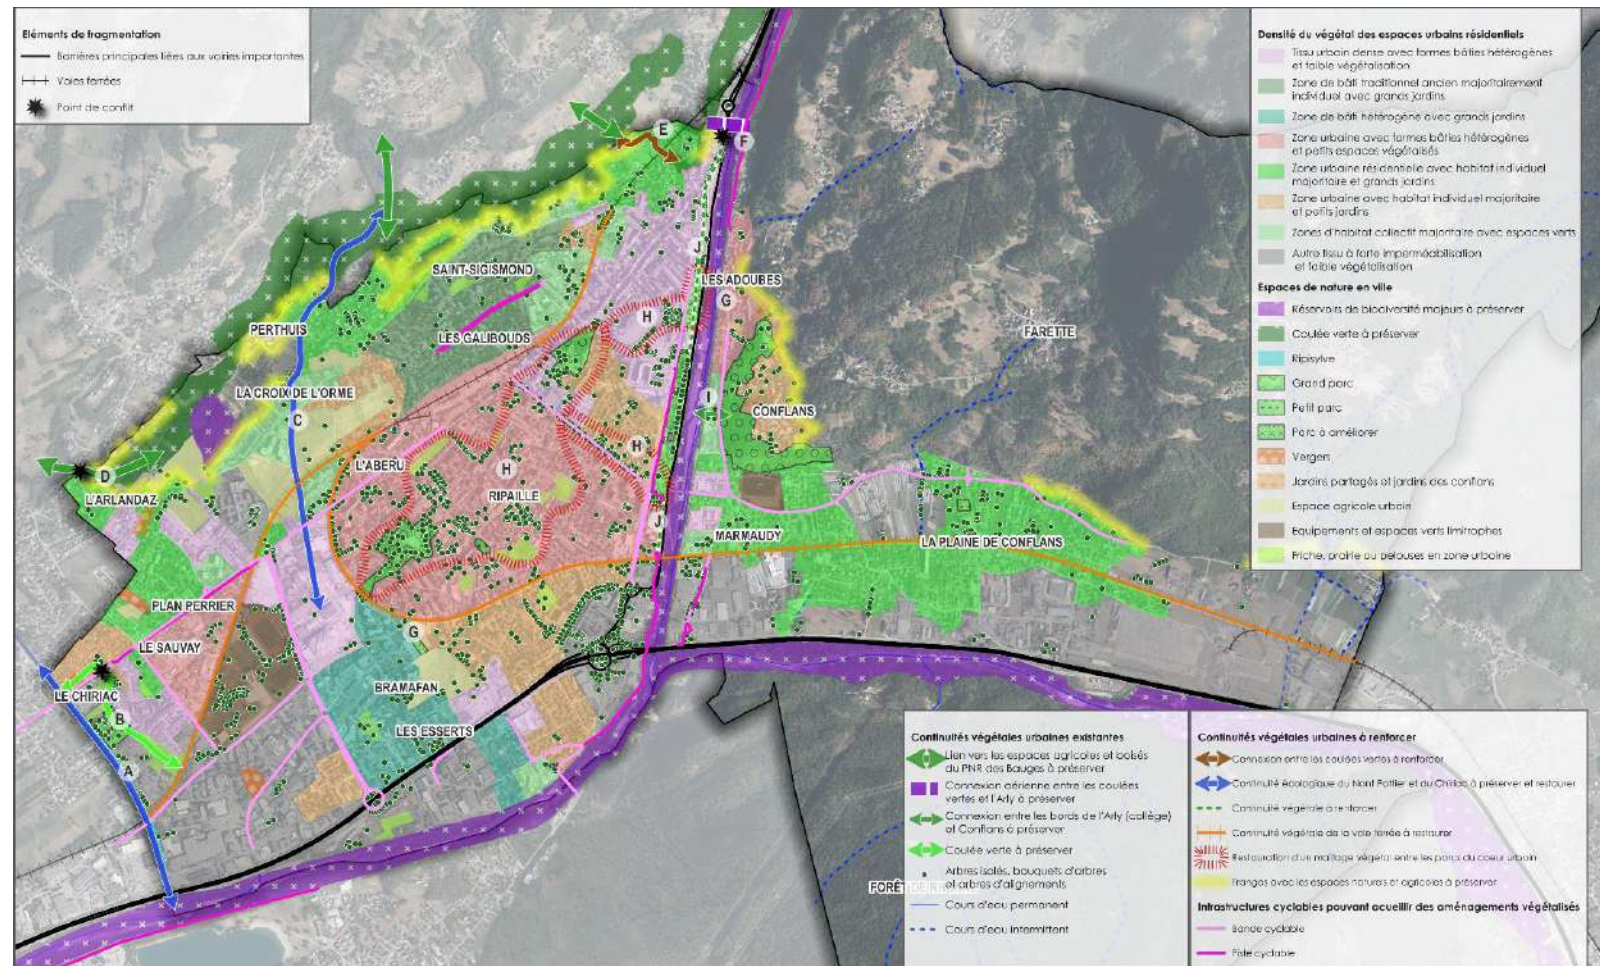 Eléments de fragmentation
Barrières principales liées aux voiries importantes
Voies ferrées
Point de conflit
Densité du végétal des espaces urbains résidentiels
Tissu urbain dense avec formes bâties hétérogènes
et faible végétalisation
Zone de bâti traditionnel ancien majoritairement
individuel avec grands jardins
Zone de bâti hétérogène avec grands jardins
Zone urbaine avec formes bâties hétérogènes
et petits espaces végétalisés
Zone urbaine résidentielle avec habitat individuel
majoritaire et grands jardins
Zone urbaine avec habitat individuel majoritaire
et petits jardins
Zones d'habitat collectif majoritaire avec espaces verts
Autre tissu à forte imperméabilisation
et faible végétalisation
Espaces de nature en ville
Réservoirs de biodiversité majeurs à préserver
Coulée verte à préserver
Ripisylve
Grand parc
Petit parc
Parc à améliorer
Vergers
Jardins partagés et jardins des conflans
Espace agricole urbain
Equipements et espaces verts limitrophes
Friche, prairie ou pelouses en zone urbaine
E
F
J
SAINT-SIGISMOND
LES ADOUBES
G
PERTHUIS
H
LES GALIBOUDS
FARETTE
LA CROIX DE L'ORME
C
I
CONFLANS
H
D
L'ABERU
H
L'ARLANDAZ
RIPAILLE
J
MARMAUDY
LA PLAINE DE CONFLANS
PLAN PERRIER
G
LE SAUVAY
LE CHIRIAC
BRAMAFAN
B
LES ESSERTS
A
FORÊT DE
Continuités végétales urbaines existantes
Lien vers les espaces agricoles et boisés
du PNR des Bauges à préserver
Connexion aérienne entre les coulées
vertes et l'Arly à préserver
Connexion entre les bords de l'Arly (collège)
et Conflans à préserver
Coulée verte à préserver
Arbres isolés, bouquets d'arbres
et arbres d'alignements
Cours d'eau permanent
Cours d'eau intermittent
Continuités végétales urbaines à renforcer
Connexion entre les coulées vertes à renforcer
Continuité écologique du Nant Pottier et du Chiriac à préserver et restaurer
Continuité végétale à renforcer
Continuité végétale de la voie ferrée à restaurer
Restauration d'un maillage végétal entre les parcs du coeur urbain
Franges avec les espaces naturels et agricoles à préserver
Infrastructures cyclables pouvant accueillir des aménagements végétalisés
Bande cyclable
Piste cyclable